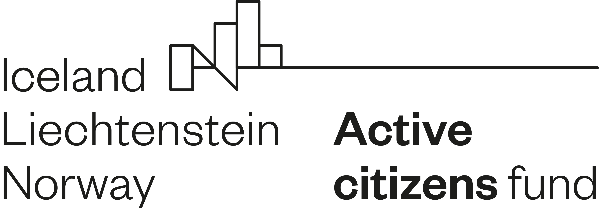 Iceland
Liechtenstein
Norway
Active
citizens fund